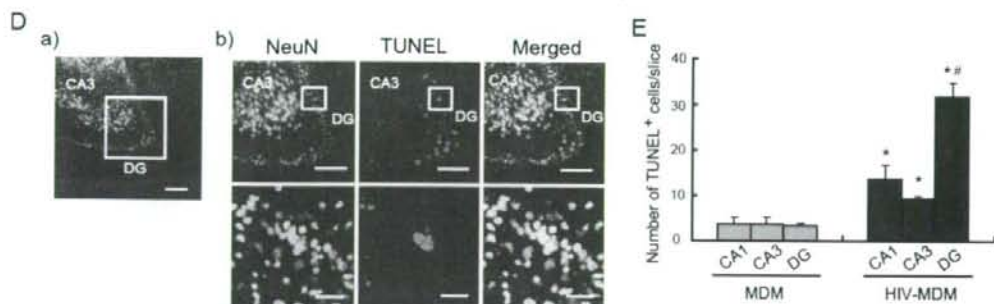 D
a)
CA3
DG
b)
NeuN
TUNEL
Merged
CA3
DG
CA3
DG
CA3
DG
E
Number of TUNEL+ cells/slice
40
30
20
10
0
*
*
*#
CA1
CA3
DG
CA1
CA3
DG
MDM
HIV-MDM